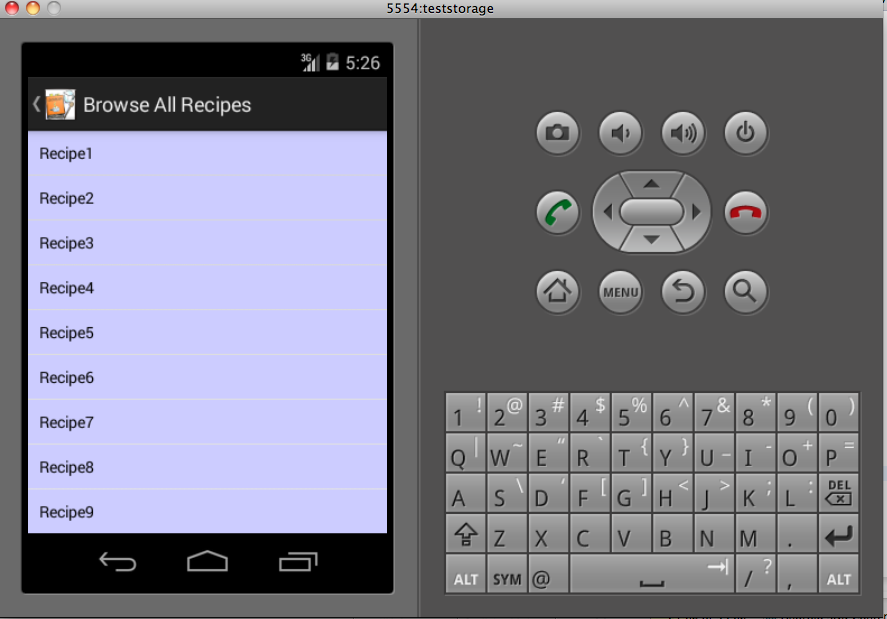 5554:teststorage
3G 5:26
Browse All Recipes
Recipe1
Recipe2
Recipe3
Recipe4
Recipe5
Recipe6
Recipe7
Recipe8
Recipe9
MENU
1 ! 2 @ 3 # 4 $ 5 % 6 ^ 7 & 8 * 9 ( 0 )
Q | W ~ E “ R ` T { Y } U _ I - O + P =
A S \ D ‘ F [ G ] H < J > K ; L : DEL
Z X C V B N M .
ALT SYM @ / ? , ALT